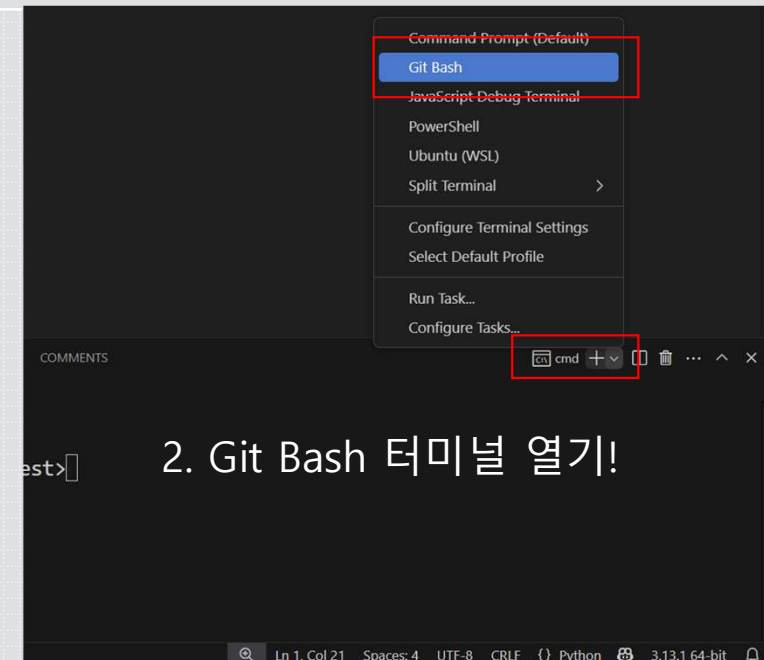 Command Prompt (Default)
Git Bash
JavaScript Debug Terminal
PowerShell
Ubuntu (WSL)
Split Terminal
Configure Terminal Settings
Select Default Profile
Run Task...
Configure Tasks...
COMMENTS
cmd
est>
2. Git Bash 터미널 열기!
Ln 1, Col 21 Spaces: 4 UTF-8 CRLF {} Python 3.13.1 64-bit